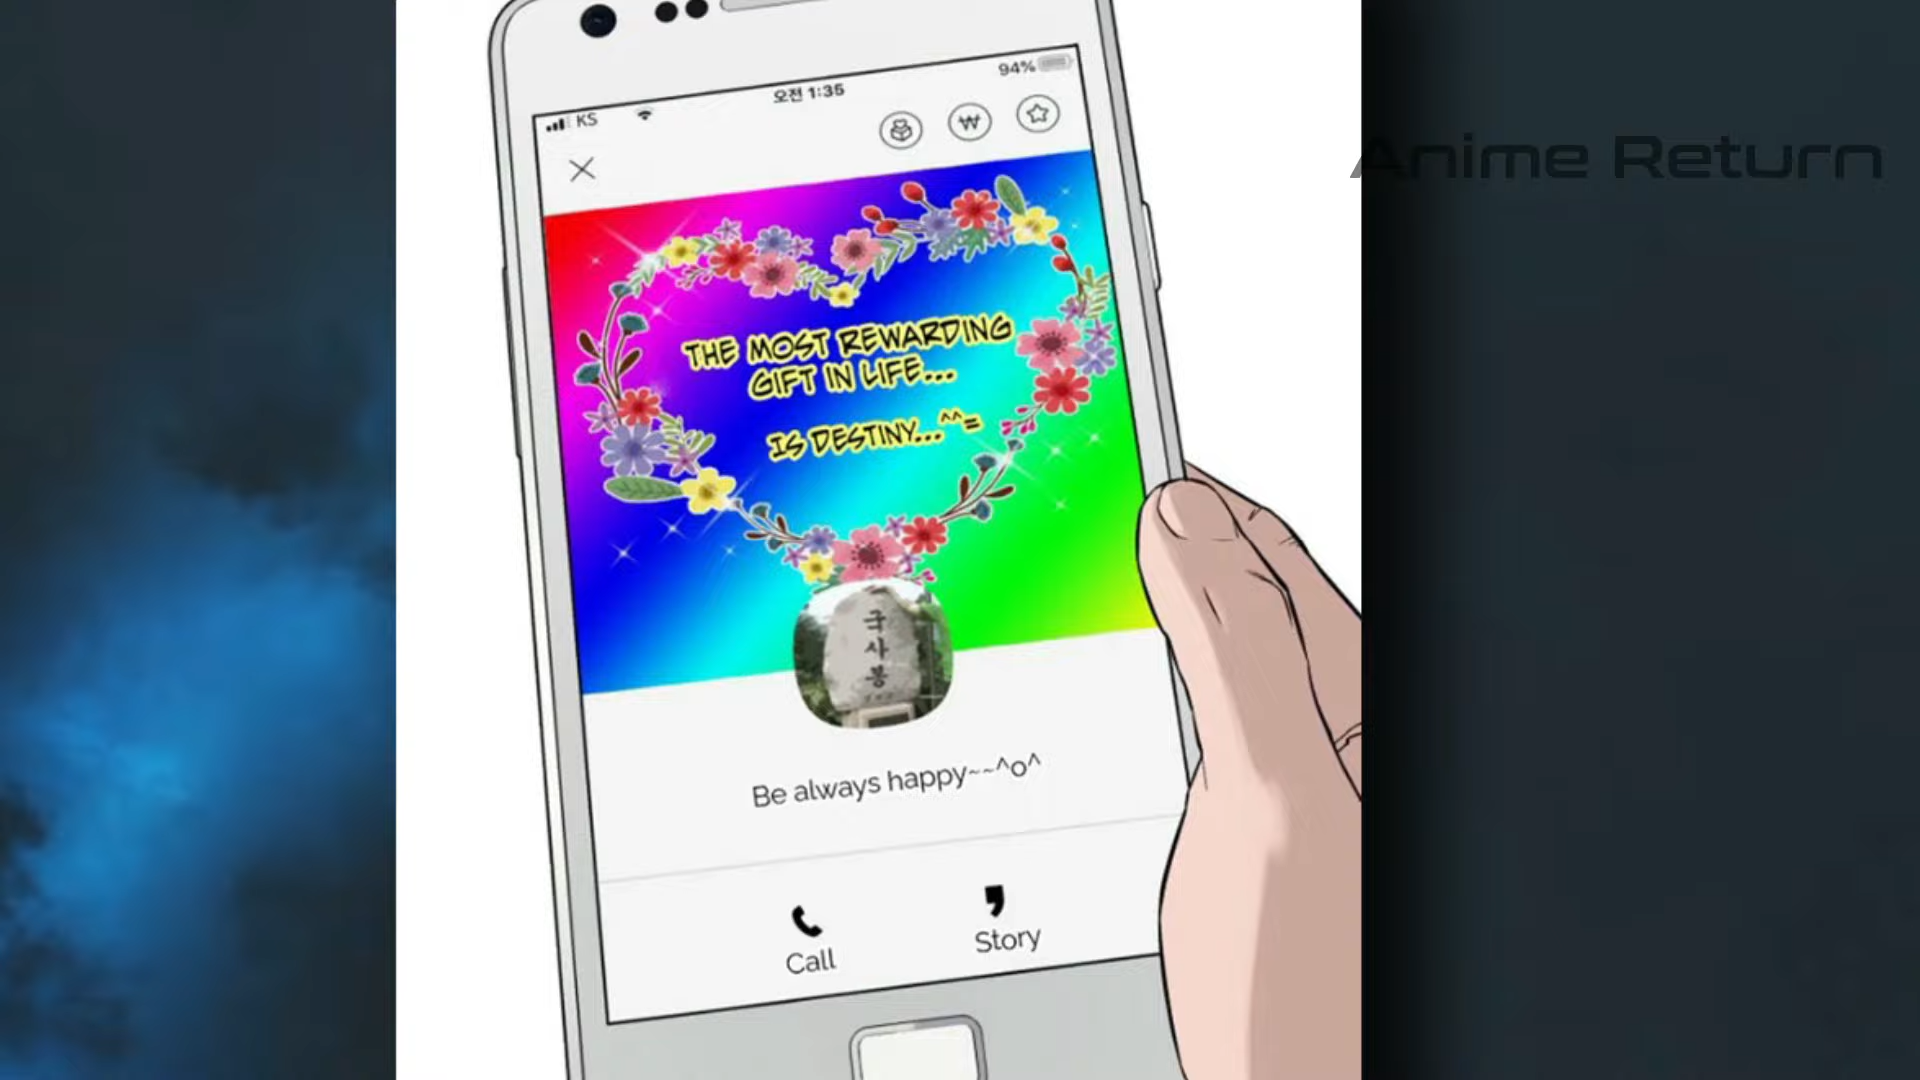 94%
오전 1:35
KS
Anime Return
THE MOST REWARDING
GIFT IN LIFE...
IS DESTINY...^^=
국
사
봉
Be always happy~~^o^
Call
Story